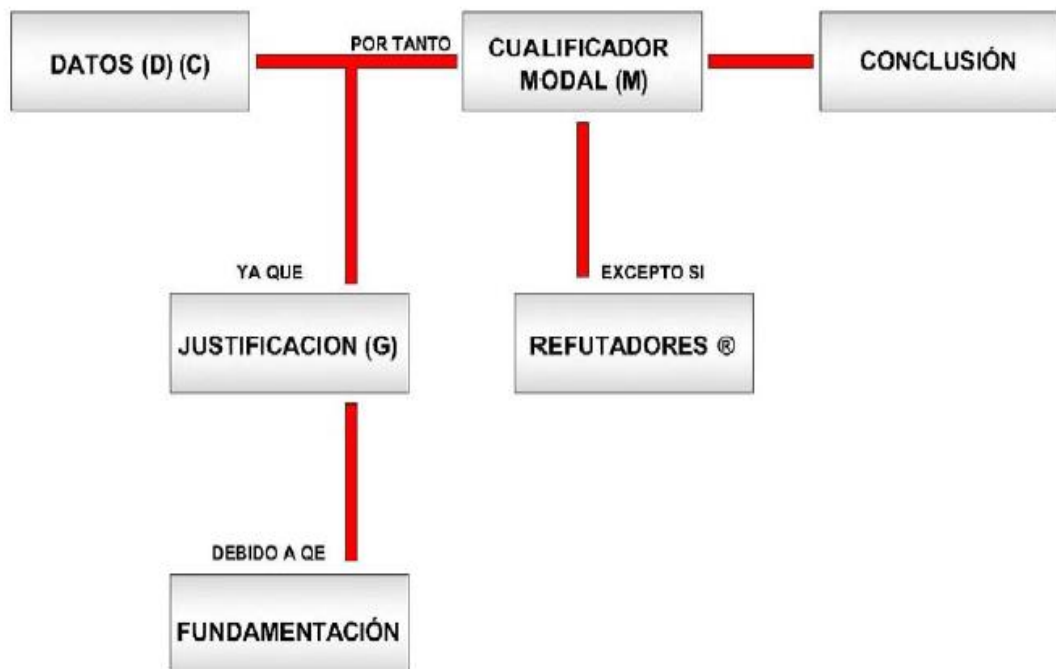 DATOS (D) (C)
POR TANTO
CUALIFICADOR
MODAL (M)
CONCLUSIÓN
YA QUE
EXCEPTO SI
JUSTIFICACION (G)
REFUTADORES ®
DEBIDO A QE
FUNDAMENTACIÓN